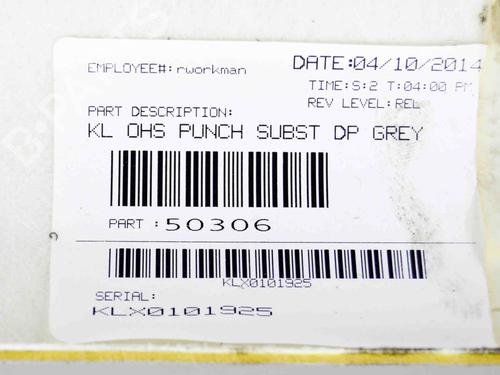 EMPLOYEE#: rworkman
DATE:04/10/2014
TIME:S:2 T:04:00 PM
REV LEVEL:REL
PART DESCRIPTION:
KL OHS PUNCH SUBST DP GREY
PART :50306
KLX0101925
SERIAL:
KLX0101925